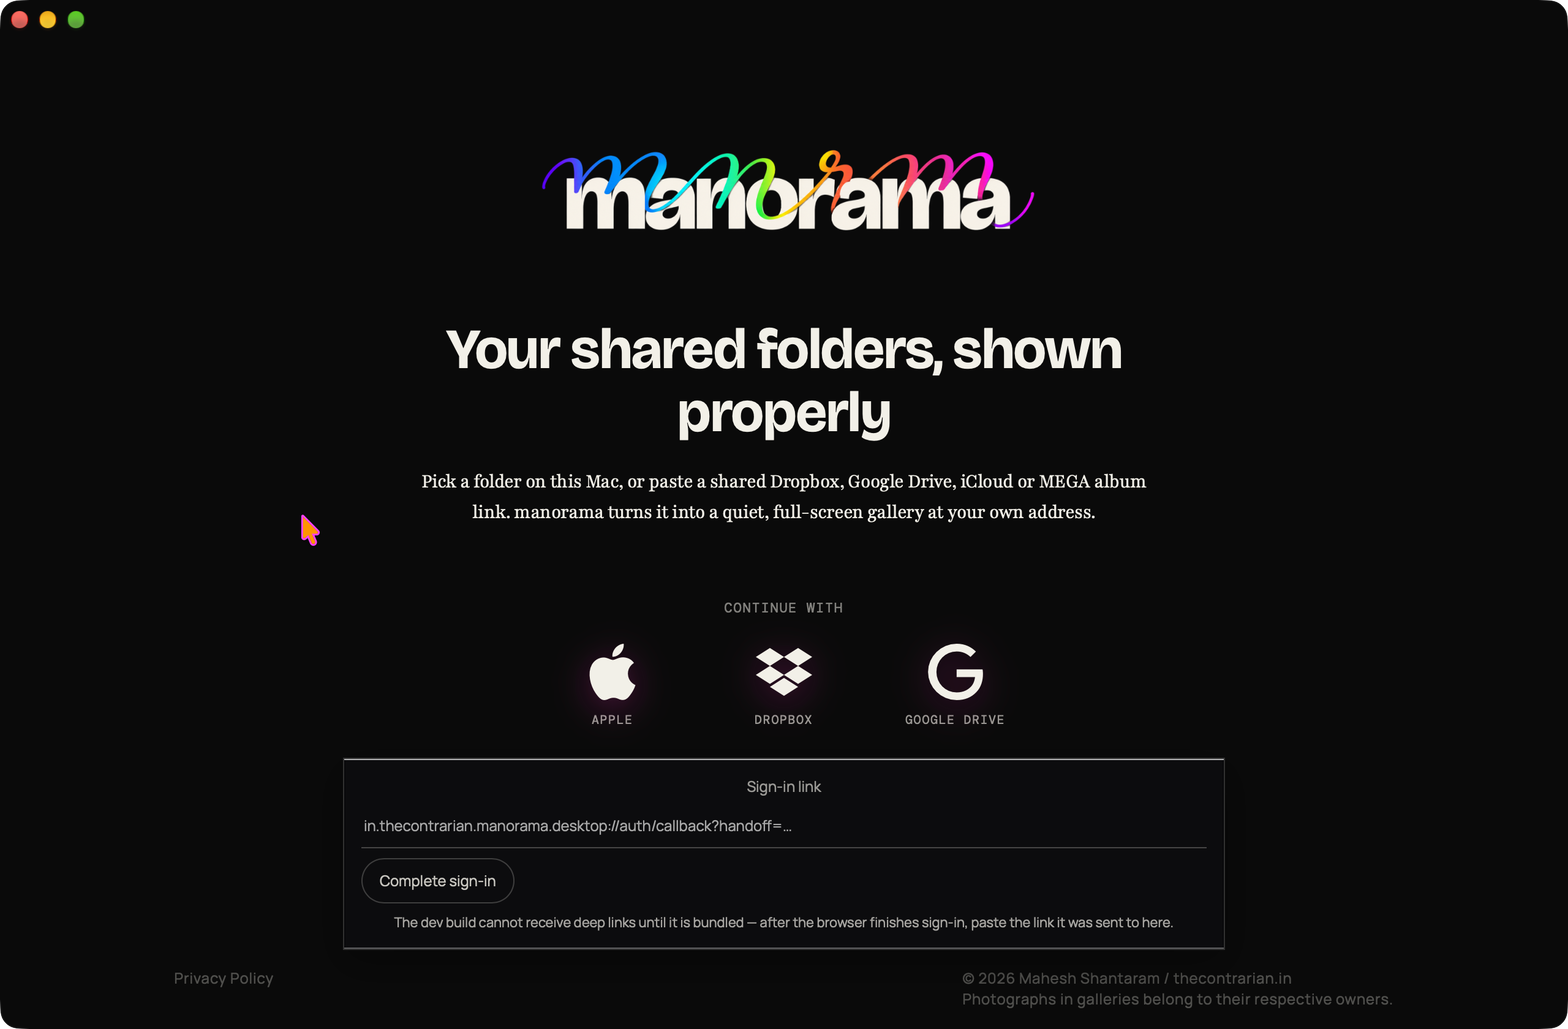 manorama
Your shared folders, shown
properly
Pick a folder on this Mac, or paste a shared Dropbox, Google Drive, iCloud or MEGA album
link. manorama turns it into a quiet, full-screen gallery at your own address.
CONTINUE WITH
APPLE
DROPBOX
GOOGLE DRIVE
Sign-in link
in.thecontrarian.manorama.desktop://auth/callback?handoff=…
Complete sign-in
The dev build cannot receive deep links until it is bundled — after the browser finishes sign-in, paste the link it was sent to here.
Privacy Policy
© 2026 Mahesh Shantaram / thecontrarian.in
Photographs in galleries belong to their respective owners.